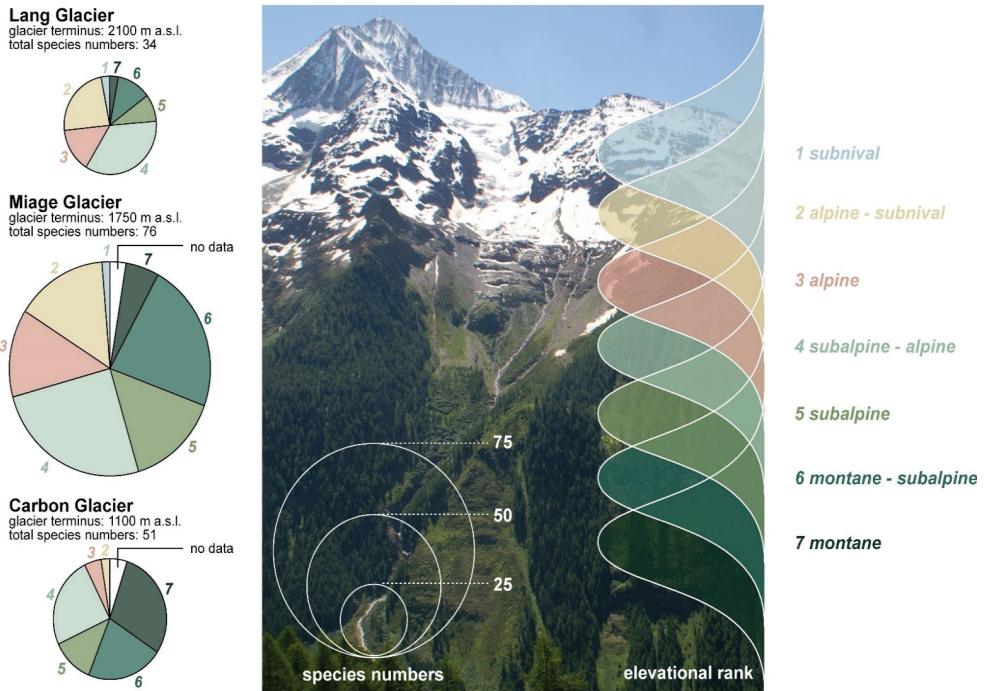 Lang Glacier
glacier terminus: 2100 m a.s.l.
total species numbers: 34
1
7
6
2
5
3
4
Miage Glacier
glacier terminus: 1750 m a.s.l.
total species numbers: 76
no data
1
7
2
6
3
5
4
Carbon Glacier
glacier terminus: 1100 m a.s.l.
total species numbers: 51
no data
3
2
7
4
5
6
75
50
25
species numbers
elevational rank
1 subnival
2 alpine - subnival
3 alpine
4 subalpine - alpine
5 subalpine
6 montane - subalpine
7 montane